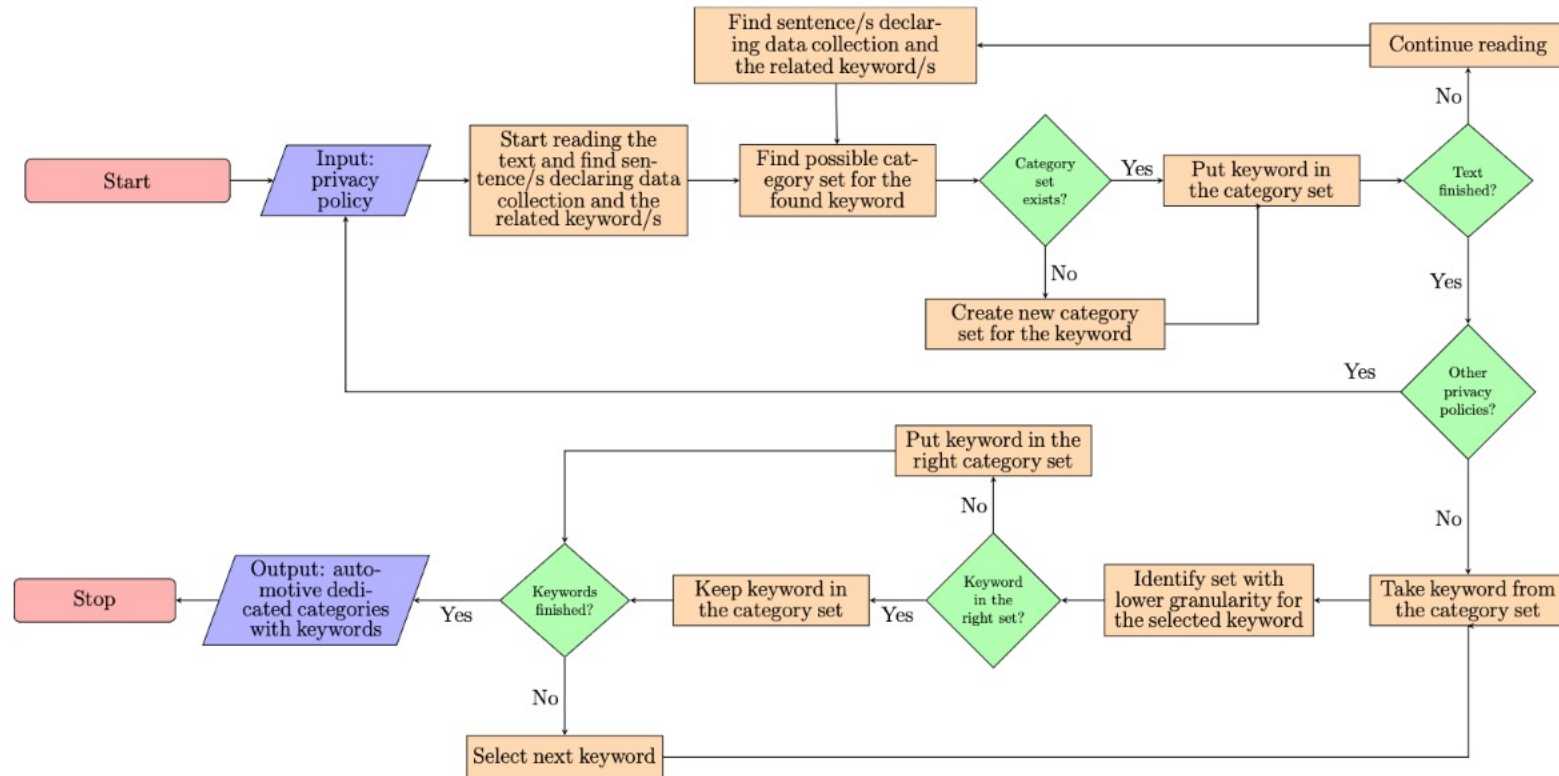 Find sentence/s declar-
ing data collection and
the related keyword/s
Continue reading
No
Start
Input:
privacy
policy
Start reading the
text and find sen-
tence/s declaring data
collection and the
related keyword/s
Find possible cat-
egory set for the
found keyword
Category
set
exists?
Yes
Put keyword in
the category set
Text
finished?
No
Create new category
set for the keyword
Yes
Yes
Other
privacy
policies?
Put keyword in the
right category set
No
No
Stop
Output: auto-
motive dedi-
cated categories
with keywords
Yes
Keywords
finished?
Keep keyword in
the category set
Yes
Keyword
in the
right set?
Identify set with
lower granularity for
the selected keyword
Take keyword from
the category set
No
Select next keyword